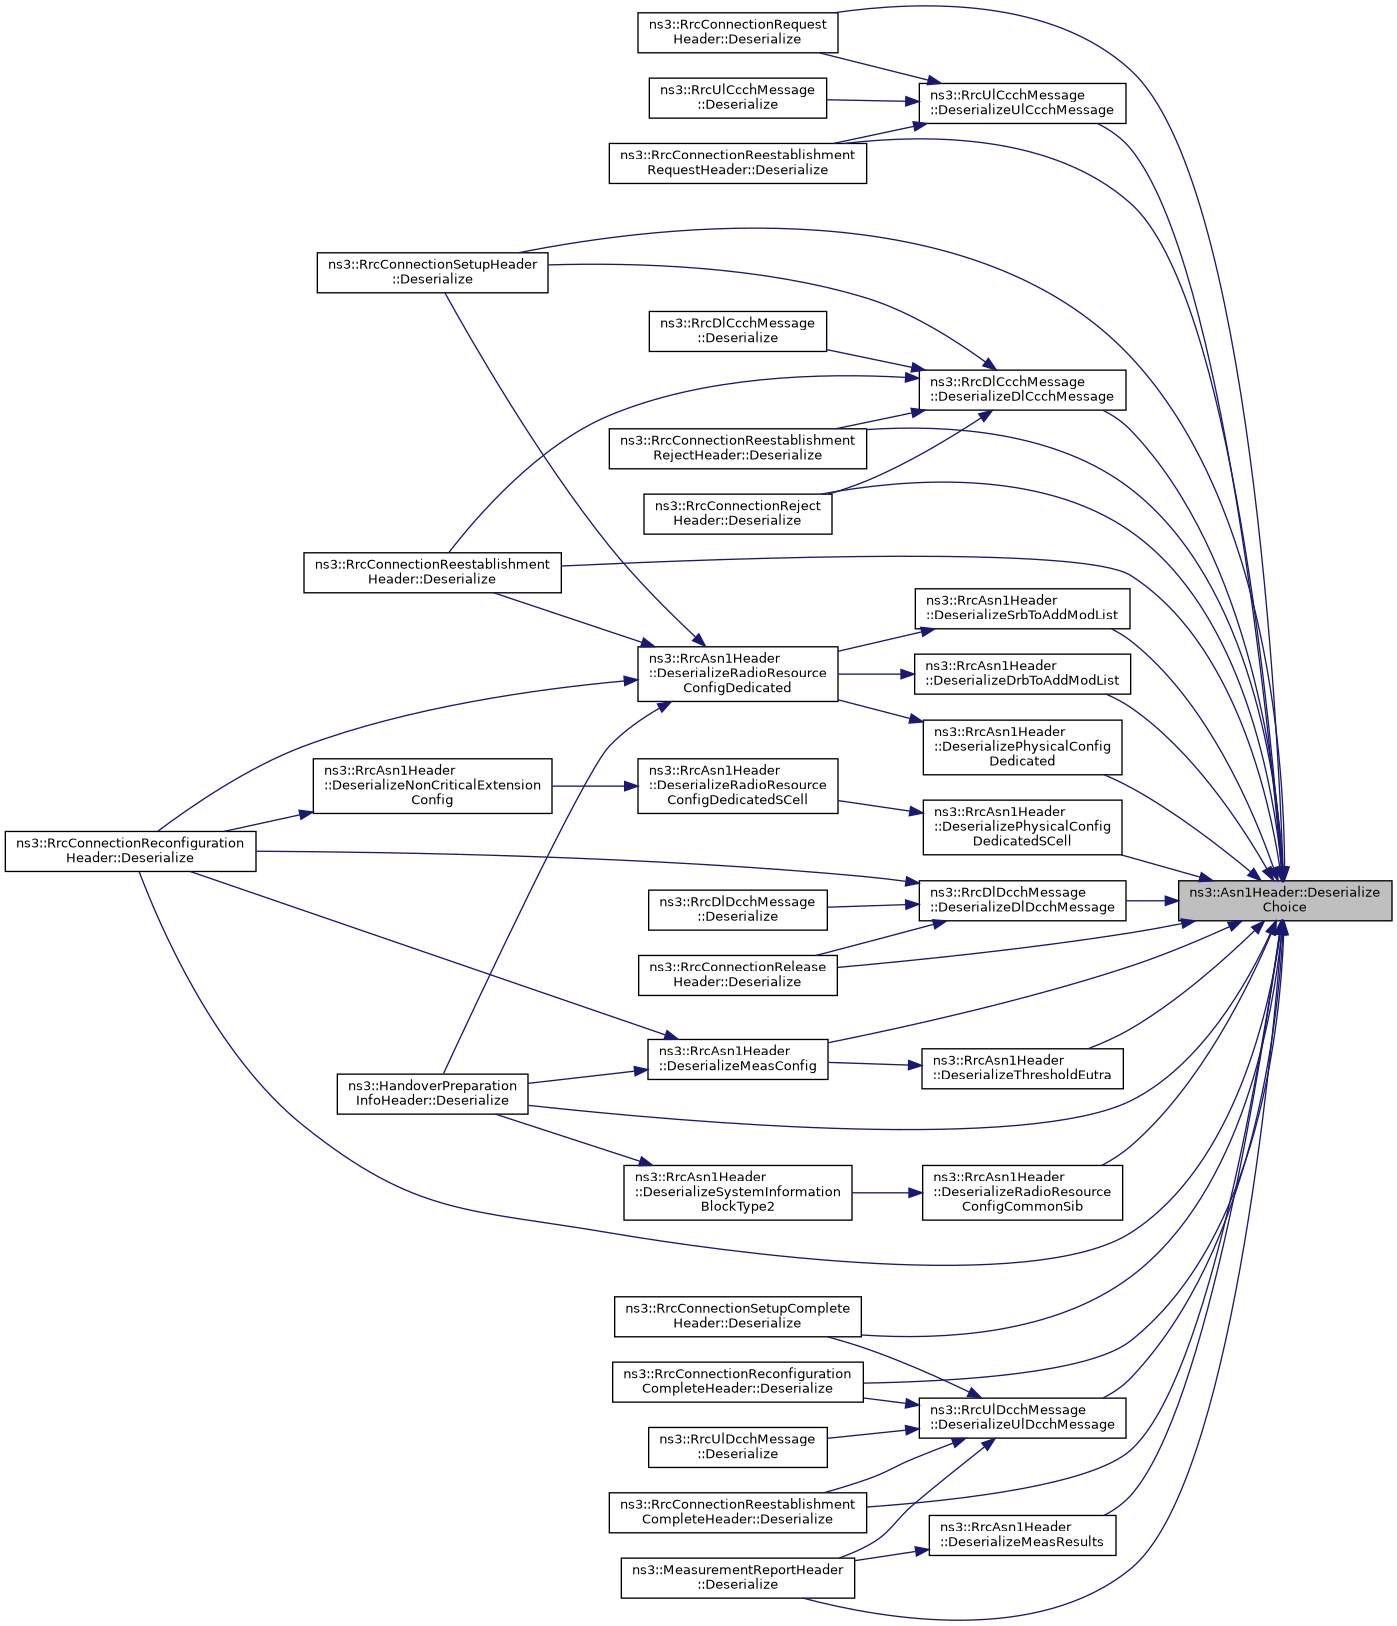 ns3::RrcConnectionRequest
Header::Deserialize
ns3::RrcUlCcchMessage
::Deserialize
ns3::RrcUlCcchMessage
::DeserializeUlCcchMessage
ns3::RrcConnectionReestablishment
RequestHeader::Deserialize
ns3::RrcConnectionSetupHeader
::Deserialize
ns3::RrcDlCcchMessage
::Deserialize
ns3::RrcDlCcchMessage
::DeserializeDlCcchMessage
ns3::RrcConnectionReestablishment
RejectHeader::Deserialize
ns3::RrcConnectionReject
Header::Deserialize
ns3::RrcConnectionReestablishment
Header::Deserialize
ns3::RrcAsn1Header
::DeserializeSrbToAddModList
ns3::RrcAsn1Header
::DeserializeRadioResource
ConfigDedicated
ns3::RrcAsn1Header
::DeserializeDrbToAddModList
ns3::RrcAsn1Header
::DeserializePhysicalConfig
Dedicated
ns3::RrcAsn1Header
::DeserializeNonCriticalExtension
Config
ns3::RrcAsn1Header
::DeserializeRadioResource
ConfigDedicatedSCell
ns3::RrcAsn1Header
::DeserializePhysicalConfig
DedicatedSCell
ns3::RrcConnectionReconfiguration
Header::Deserialize
ns3::RrcDlDcchMessage
::Deserialize
ns3::RrcDlDcchMessage
::DeserializeDlDcchMessage
ns3::Asn1Header::Deserialize
Choice
ns3::RrcConnectionRelease
Header::Deserialize
ns3::RrcAsn1Header
::DeserializeMeasConfig
ns3::RrcAsn1Header
::DeserializeThresholdEutra
ns3::HandoverPreparation
InfoHeader::Deserialize
ns3::RrcAsn1Header
::DeserializeSystemInformation
BlockType2
ns3::RrcAsn1Header
::DeserializeRadioResource
ConfigCommonSib
ns3::RrcConnectionSetupComplete
Header::Deserialize
ns3::RrcConnectionReconfiguration
CompleteHeader::Deserialize
ns3::RrcUlDcchMessage
::DeserializeUlDcchMessage
ns3::RrcUlDcchMessage
::Deserialize
ns3::RrcConnectionReestablishment
CompleteHeader::Deserialize
ns3::RrcAsn1Header
::DeserializeMeasResults
ns3::MeasurementReportHeader
::Deserialize